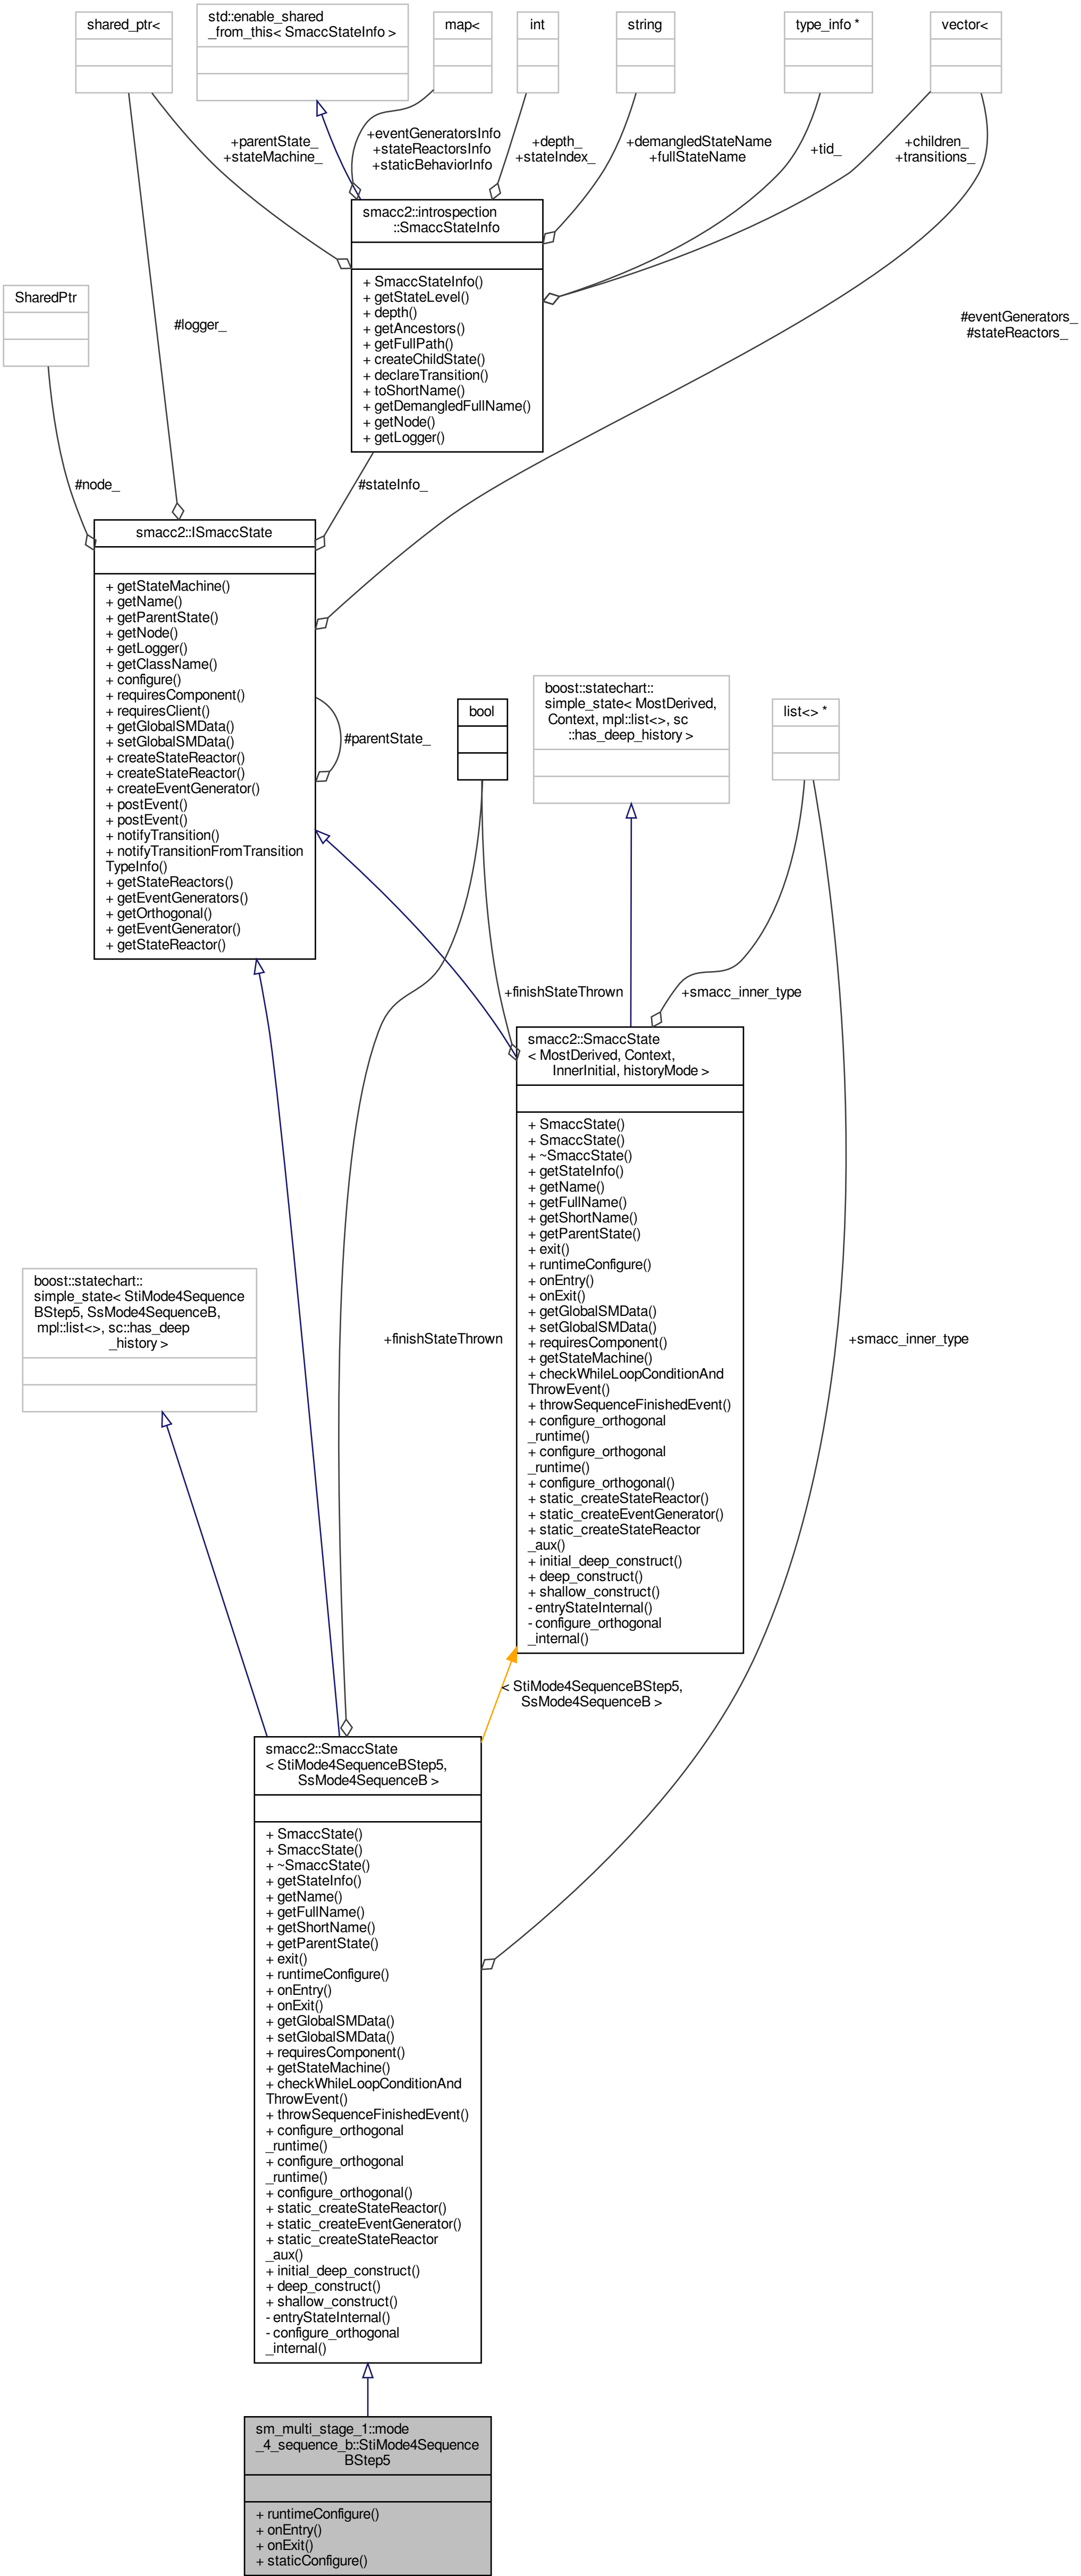 shared_ptr<
std::enable_shared
_from_this< SmaccStateInfo >
map<
int
string
type_info *
vector<
+parentState_
+stateMachine_
+eventGeneratorsInfo
+stateReactorsInfo
+staticBehaviorInfo
+depth_
+stateIndex_
+demangledStateName
+fullStateName
+tid_
+children_
+transitions_
smacc2::introspection
::SmaccStateInfo
+ SmaccStateInfo()
+ getStateLevel()
+ depth()
+ getAncestors()
+ getFullPath()
+ createChildState()
+ declareTransition()
+ toShortName()
+ getDemangledFullName()
+ getNode()
+ getLogger()
SharedPtr
#logger_
#eventGenerators_
#stateReactors_
#node_
#stateInfo_
smacc2::ISmaccState
+ getStateMachine()
+ getName()
+ getParentState()
+ getNode()
+ getLogger()
+ getClassName()
+ configure()
+ requiresComponent()
+ requiresClient()
+ getGlobalSMData()
+ setGlobalSMData()
+ createStateReactor()
+ createStateReactor()
+ createEventGenerator()
+ postEvent()
+ postEvent()
+ notifyTransition()
+ notifyTransitionFromTransition
TypeInfo()
+ getStateReactors()
+ getEventGenerators()
+ getOrthogonal()
+ getEventGenerator()
+ getStateReactor()
#parentState_
bool
boost::statechart::
simple_state< MostDerived,
Context, mpl::list<>, sc
::has_deep_history >
list<> *
+finishStateThrown
+smacc_inner_type
smacc2::SmaccState
< MostDerived, Context,
InnerInitial, historyMode >
+ SmaccState()
+ SmaccState()
+ ~SmaccState()
+ getStateInfo()
+ getName()
+ getFullName()
+ getShortName()
+ getParentState()
+ exit()
+ runtimeConfigure()
+ onEntry()
+ onExit()
+ getGlobalSMData()
+ setGlobalSMData()
+ requiresComponent()
+ getStateMachine()
+ checkWhileLoopConditionAnd
ThrowEvent()
+ throwSequenceFinishedEvent()
+ configure_orthogonal
_runtime()
+ configure_orthogonal
_runtime()
+ configure_orthogonal()
+ static_createStateReactor()
+ static_createEventGenerator()
+ static_createStateReactor
_aux()
+ initial_deep_construct()
+ deep_construct()
+ shallow_construct()
- entryStateInternal()
- configure_orthogonal
_internal()
boost::statechart::
simple_state< StiMode4Sequence
BStep5, SsMode4SequenceB,
mpl::list<>, sc::has_deep
_history >
+finishStateThrown
+smacc_inner_type
< StiMode4SequenceBStep5,
SsMode4SequenceB >
smacc2::SmaccState
< StiMode4SequenceBStep5,
SsMode4SequenceB >
+ SmaccState()
+ SmaccState()
+ ~SmaccState()
+ getStateInfo()
+ getName()
+ getFullName()
+ getShortName()
+ getParentState()
+ exit()
+ runtimeConfigure()
+ onEntry()
+ onExit()
+ getGlobalSMData()
+ setGlobalSMData()
+ requiresComponent()
+ getStateMachine()
+ checkWhileLoopConditionAnd
ThrowEvent()
+ throwSequenceFinishedEvent()
+ configure_orthogonal
_runtime()
+ configure_orthogonal
_runtime()
+ configure_orthogonal()
+ static_createStateReactor()
+ static_createEventGenerator()
+ static_createStateReactor
_aux()
+ initial_deep_construct()
+ deep_construct()
+ shallow_construct()
- entryStateInternal()
- configure_orthogonal
_internal()
sm_multi_stage_1::mode
_4_sequence_b::StiMode4Sequence
BStep5
+ runtimeConfigure()
+ onEntry()
+ onExit()
+ staticConfigure()